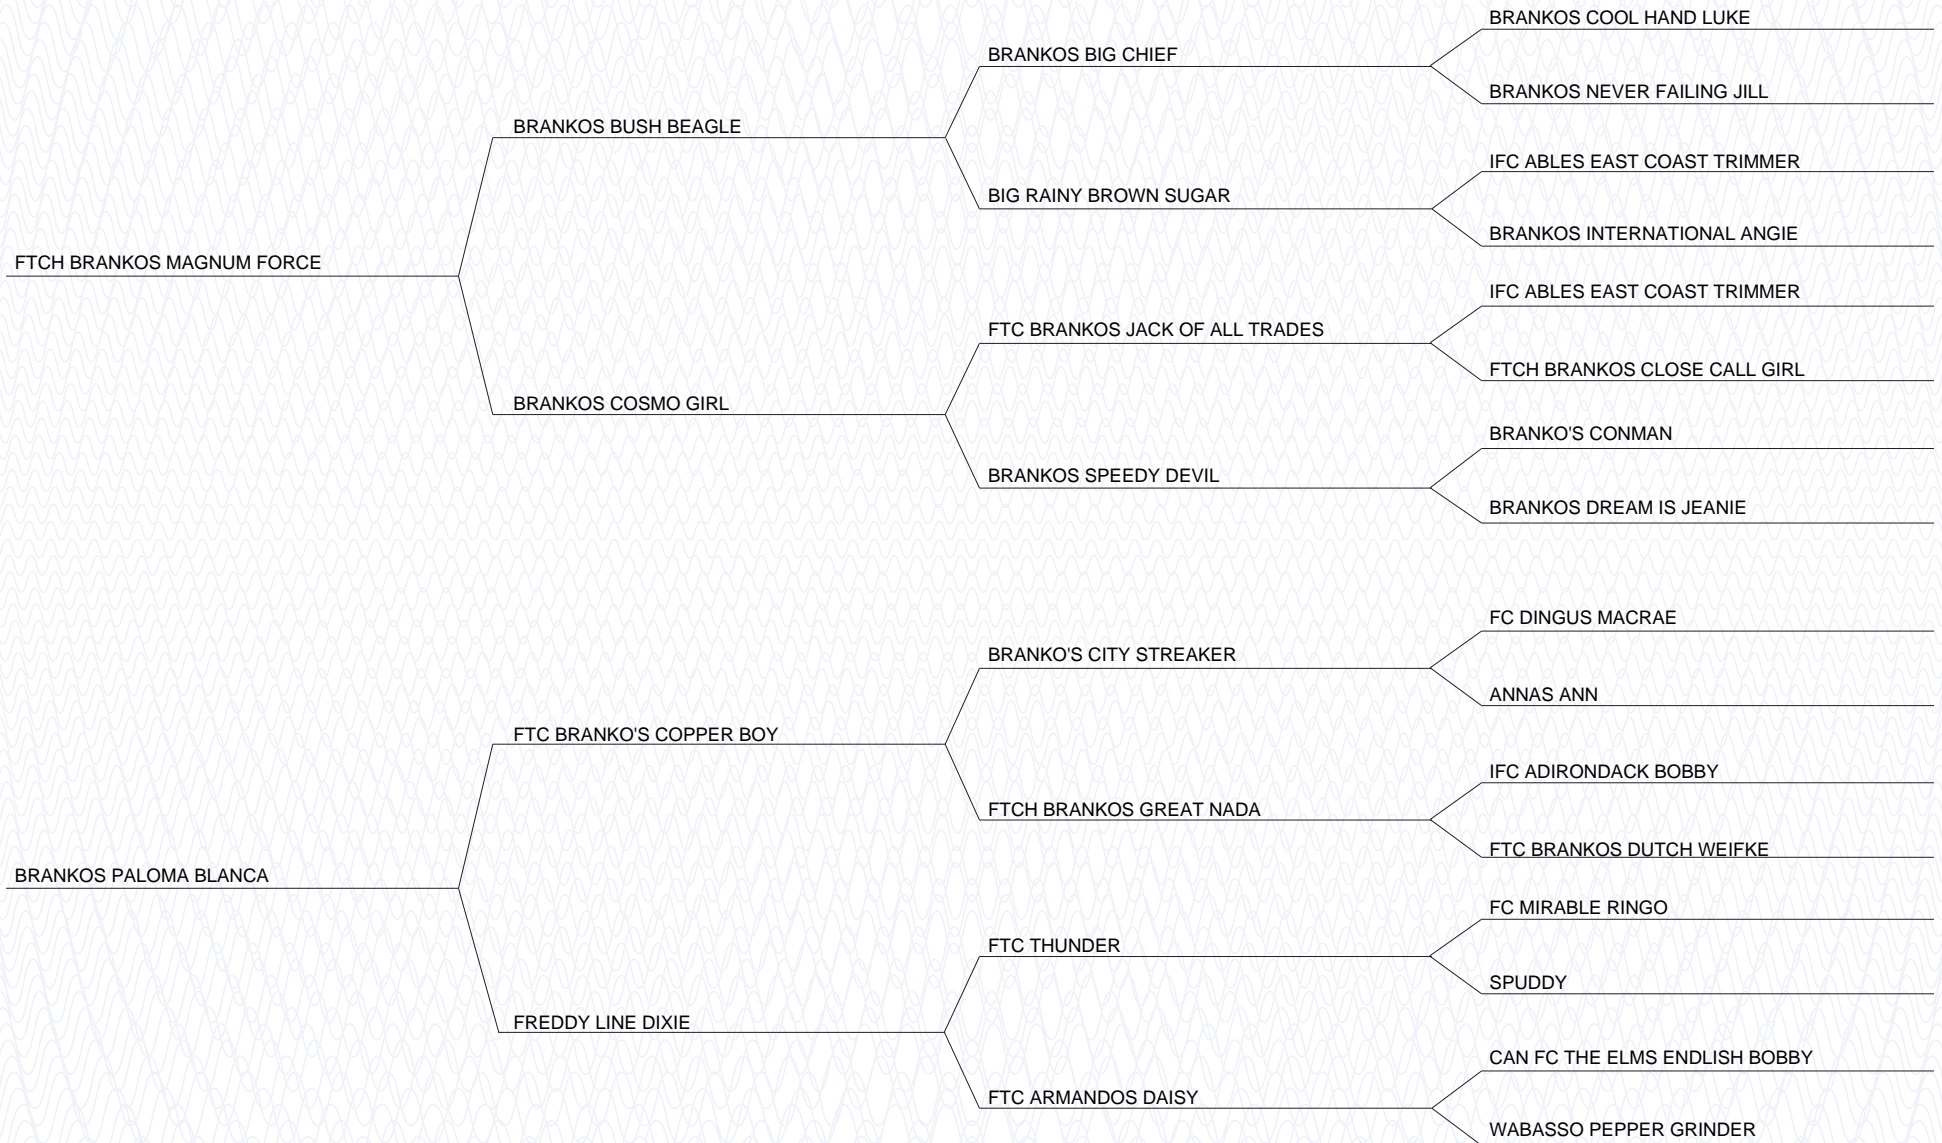 BRANKOS COOL HAND LUKE
BRANKOS BIG CHIEF
BRANKOS NEVER FAILING JILL
BRANKOS BUSH BEAGLE
IFC ABLES EAST COAST TRIMMER
BIG RAINY BROWN SUGAR
BRANKOS INTERNATIONAL ANGIE
FTCH BRANKOS MAGNUM FORCE
IFC ABLES EAST COAST TRIMMER
FTC BRANKOS JACK OF ALL TRADES
FTCH BRANKOS CLOSE CALL GIRL
BRANKOS COSMO GIRL
BRANKO'S CONMAN
BRANKOS SPEEDY DEVIL
BRANKOS DREAM IS JEANIE
FC DINGUS MACRAE
BRANKO'S CITY STREAKER
ANNAS ANN
FTC BRANKO'S COPPER BOY
IFC ADIRONDACK BOBBY
FTCH BRANKOS GREAT NADA
FTC BRANKOS DUTCH WEIFKE
BRANKOS PALOMA BLANCA
FC MIRABLE RINGO
FTC THUNDER
SPUDDY
FREDDY LINE DIXIE
CAN FC THE ELMS ENDLISH BOBBY
FTC ARMANDOS DAISY
WABASSO PEPPER GRINDER